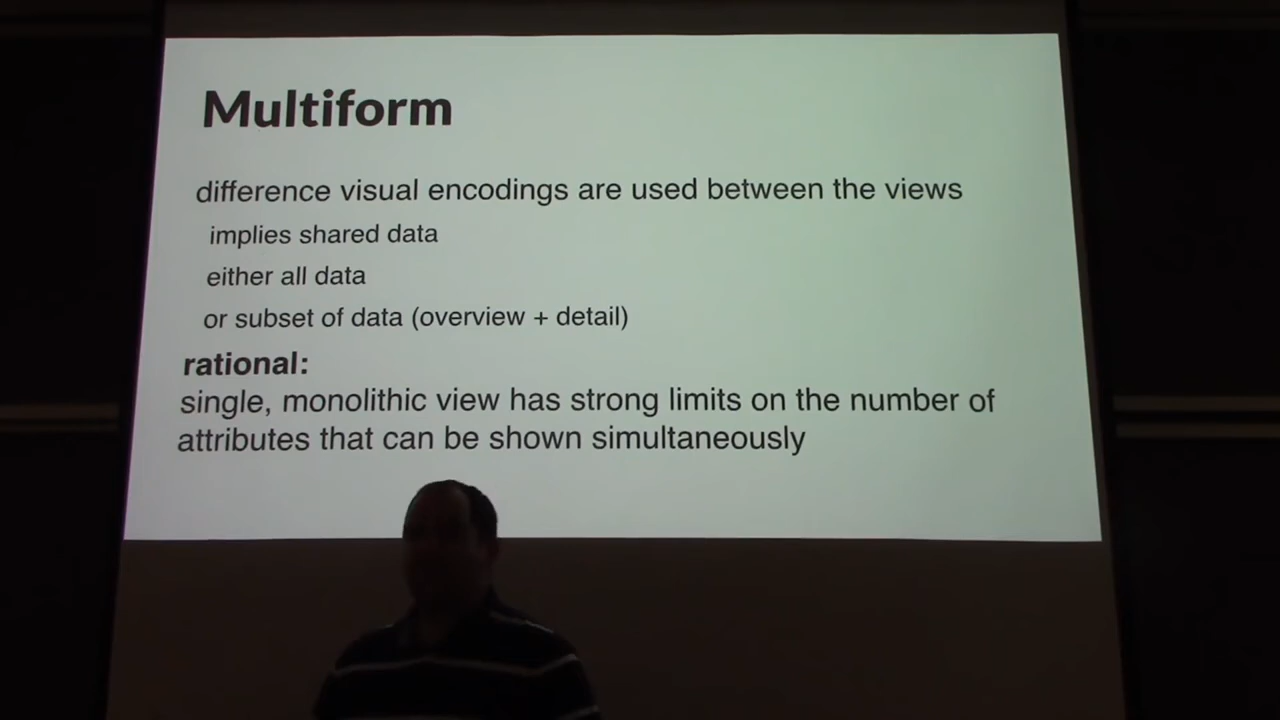 Multiform
difference visual encodings are used between the views
implies shared data
either all data
or subset of data (overview + detail)
rational:
single, monolithic view has strong limits on the number of
attributes that can be shown simultaneously